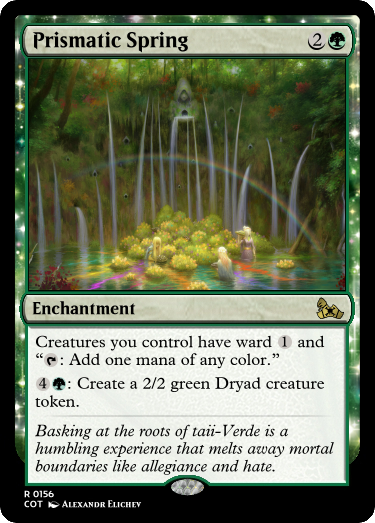 Prismatic Spring 2
Enchantment
Creatures you control have ward 1 and
“: Add one mana of any color.”
4: Create a 2/2 green Dryad creature
token.
Basking at the roots of taii-Verde is a
humbling experience that melts away mortal
boundaries like allegiance and hate.
R 0156
COT Alexandr Elichev